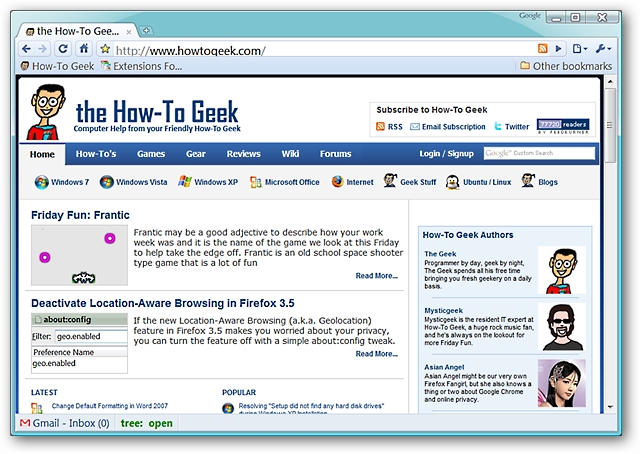 Google
the How-To Gee...
http://www.howtogeek.com/
How-To Geek
Extensions Fo...
Other bookmarks
the How-To Geek
Computer Help from your Friendly How-To Geek
Subscribe to How-To Geek
RSS
Email Subscription
Twitter
77720 readers
BY FEEDBURNER
Home
How-To's
Games
Gear
Reviews
Wiki
Forums
Login / Signup
Google™ Custom Search
Windows 7
Windows Vista
Windows XP
Microsoft Office
Internet
Geek Stuff
Ubuntu / Linux
Blogs
Friday Fun: Frantic
Frantic may be a good adjective to describe how your work
week was and it is the name of the game we look at this Friday
to help take the edge off. Frantic is an old school space shooter
type game that is a lot of fun
Read More...
Deactivate Location-Aware Browsing in Firefox 3.5
about:config
Filter: geo.enabled
Preference Name
geo.enabled
If the new Location-Aware Browsing (a.k.a. Geolocation)
feature in Firefox 3.5 makes you worried about your privacy,
you can turn the feature off with a simple about:config tweak.
Read More...
LATEST
Change Default Formatting in Word 2007
POPULAR
Resolving "Setup did not find any hard disk drives"
during Windows XP Installation
How-To Geek Authors
The Geek
Programmer by day, geek by night,
The Geek spends all his free time
bringing you fresh geekery on a daily
basis.
Mysticgeek
Mysticgeek is the resident IT expert at
How-To Geek, a huge rock music fan,
and he's always on the lookout for
more Friday Fun.
Asian Angel
Asian Angel might be our very own
Firefox Fangirl, but she also knows a
thing or two about Google Chrome
and online privacy.
Gmail - Inbox (0)
tree: open